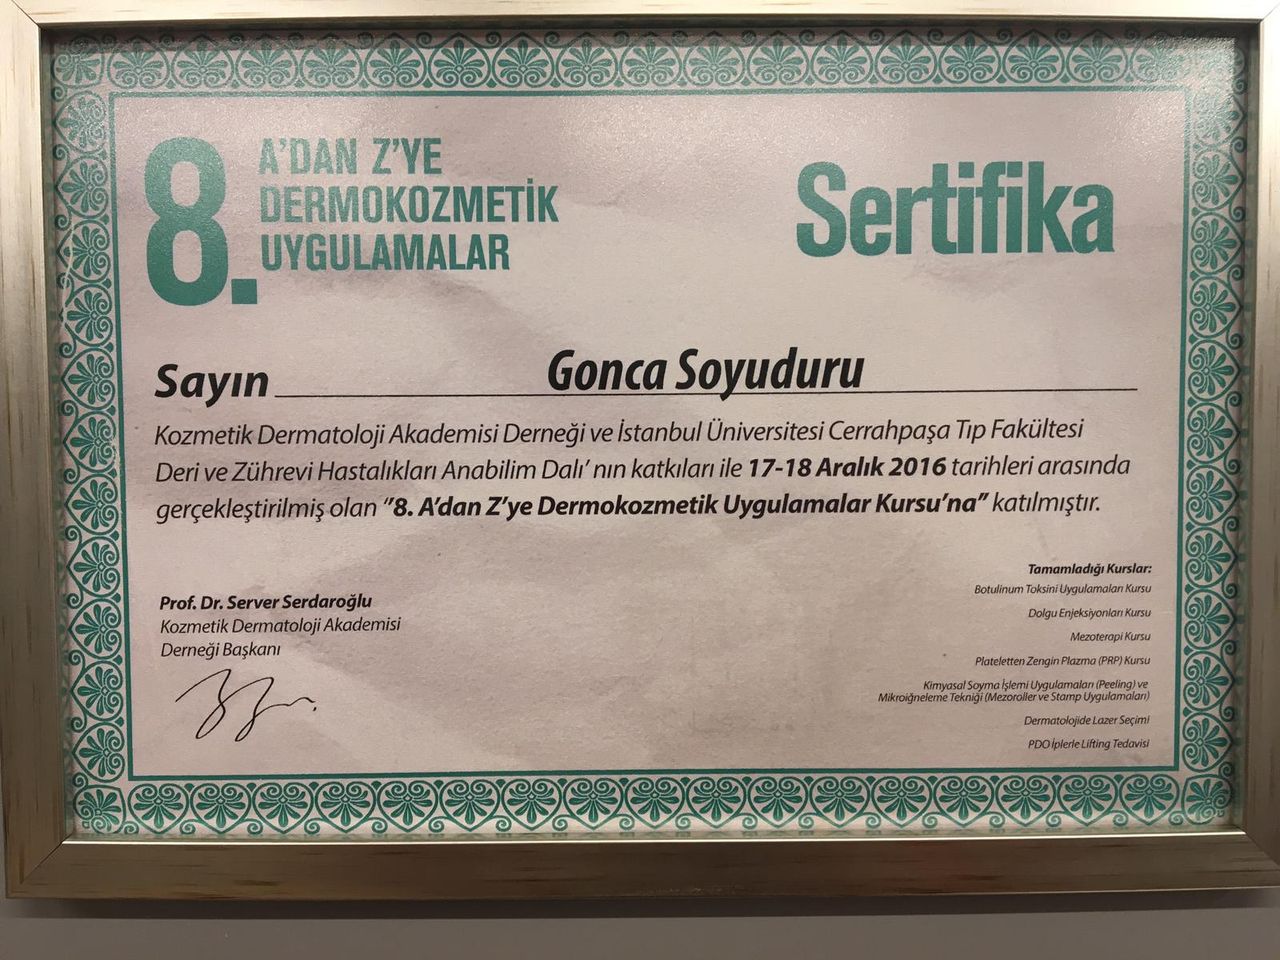 8. A'DAN Z'YE
DERMOKOZMETİK
UYGULAMALAR
Sertifika
Sayın Gonca Soyuduru
Kozmetik Dermatoloji Akademisi Derneği ve İstanbul Üniversitesi Cerrahpaşa Tıp Fakültesi
Deri ve Zührevi Hastalıkları Anabilim Dalı' nın katkıları ile 17-18 Aralık 2016 tarihleri arasında
gerçekleştirilmiş olan "8. A'dan Z'ye Dermokozmetik Uygulamalar Kursu'na" katılmıştır.
Prof. Dr. Server Serdaroğlu
Kozmetik Dermatoloji Akademisi
Derneği Başkanı
Tamamladığı Kurslar:
Botulinum Toksini Uygulamaları Kursu
Dolgu Enjeksiyonları Kursu
Mezoterapi Kursu
Plateletten Zengin Plazma (PRP) Kursu
Kimyasal Soyma İşlemi Uygulamaları (Peeling) ve
Mikroiğneleme Tekniği (Mezoroller ve Stamp Uygulamaları)
Dermatolojide Lazer Seçimi
PDO İplerle Lifting Tedavisi